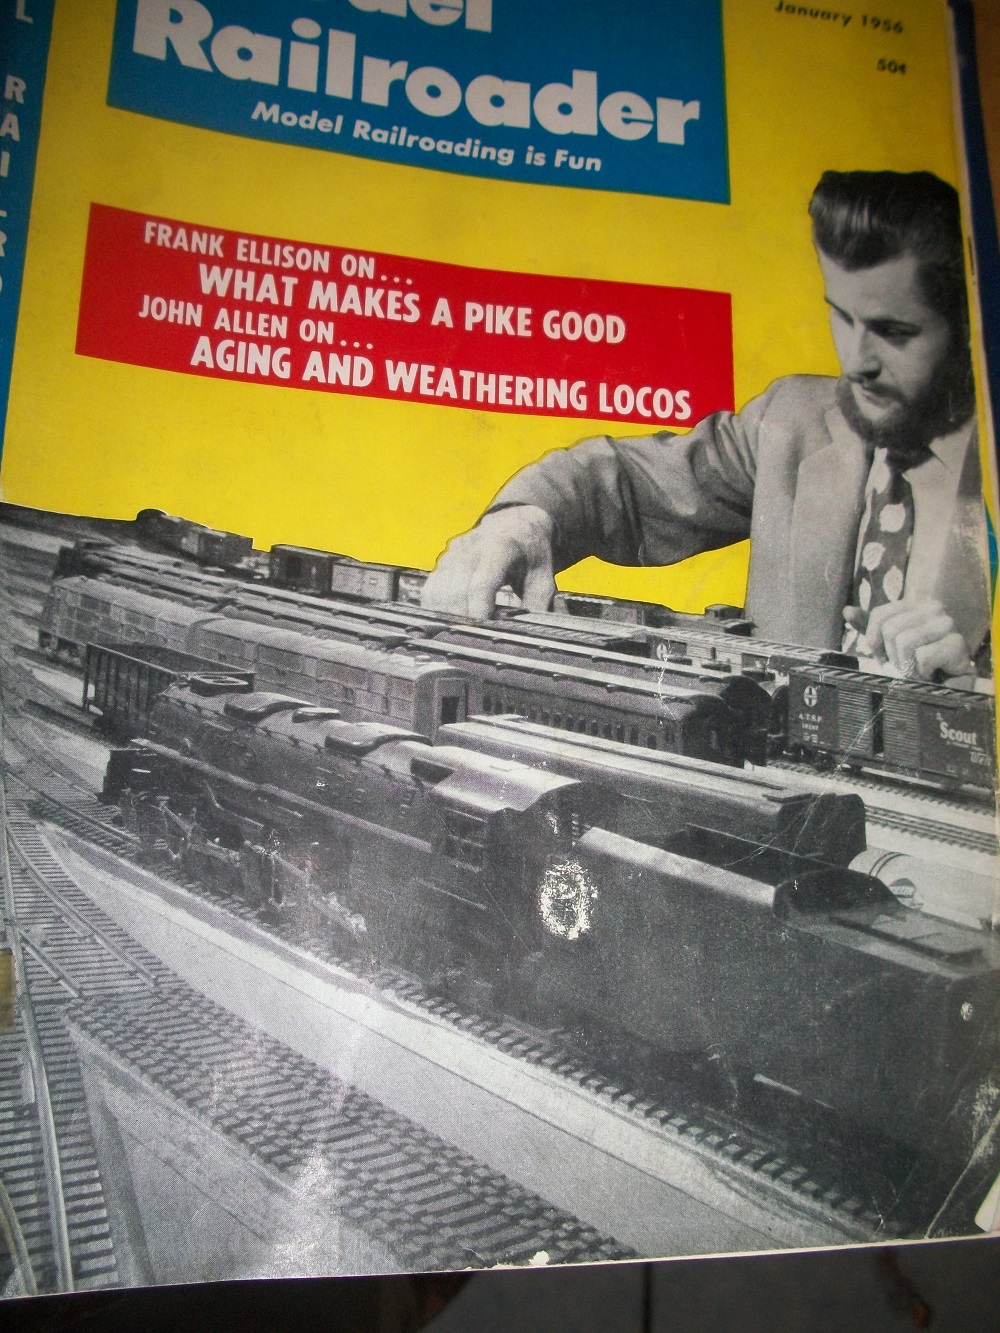 January 1956
50¢
Railroader
Model Railroading is Fun
FRANK ELLISON ON...
WHAT MAKES A PIKE GOOD
JOHN ALLEN ON...
AGING AND WEATHERING LOCOS
A.T.S.F.
Scout